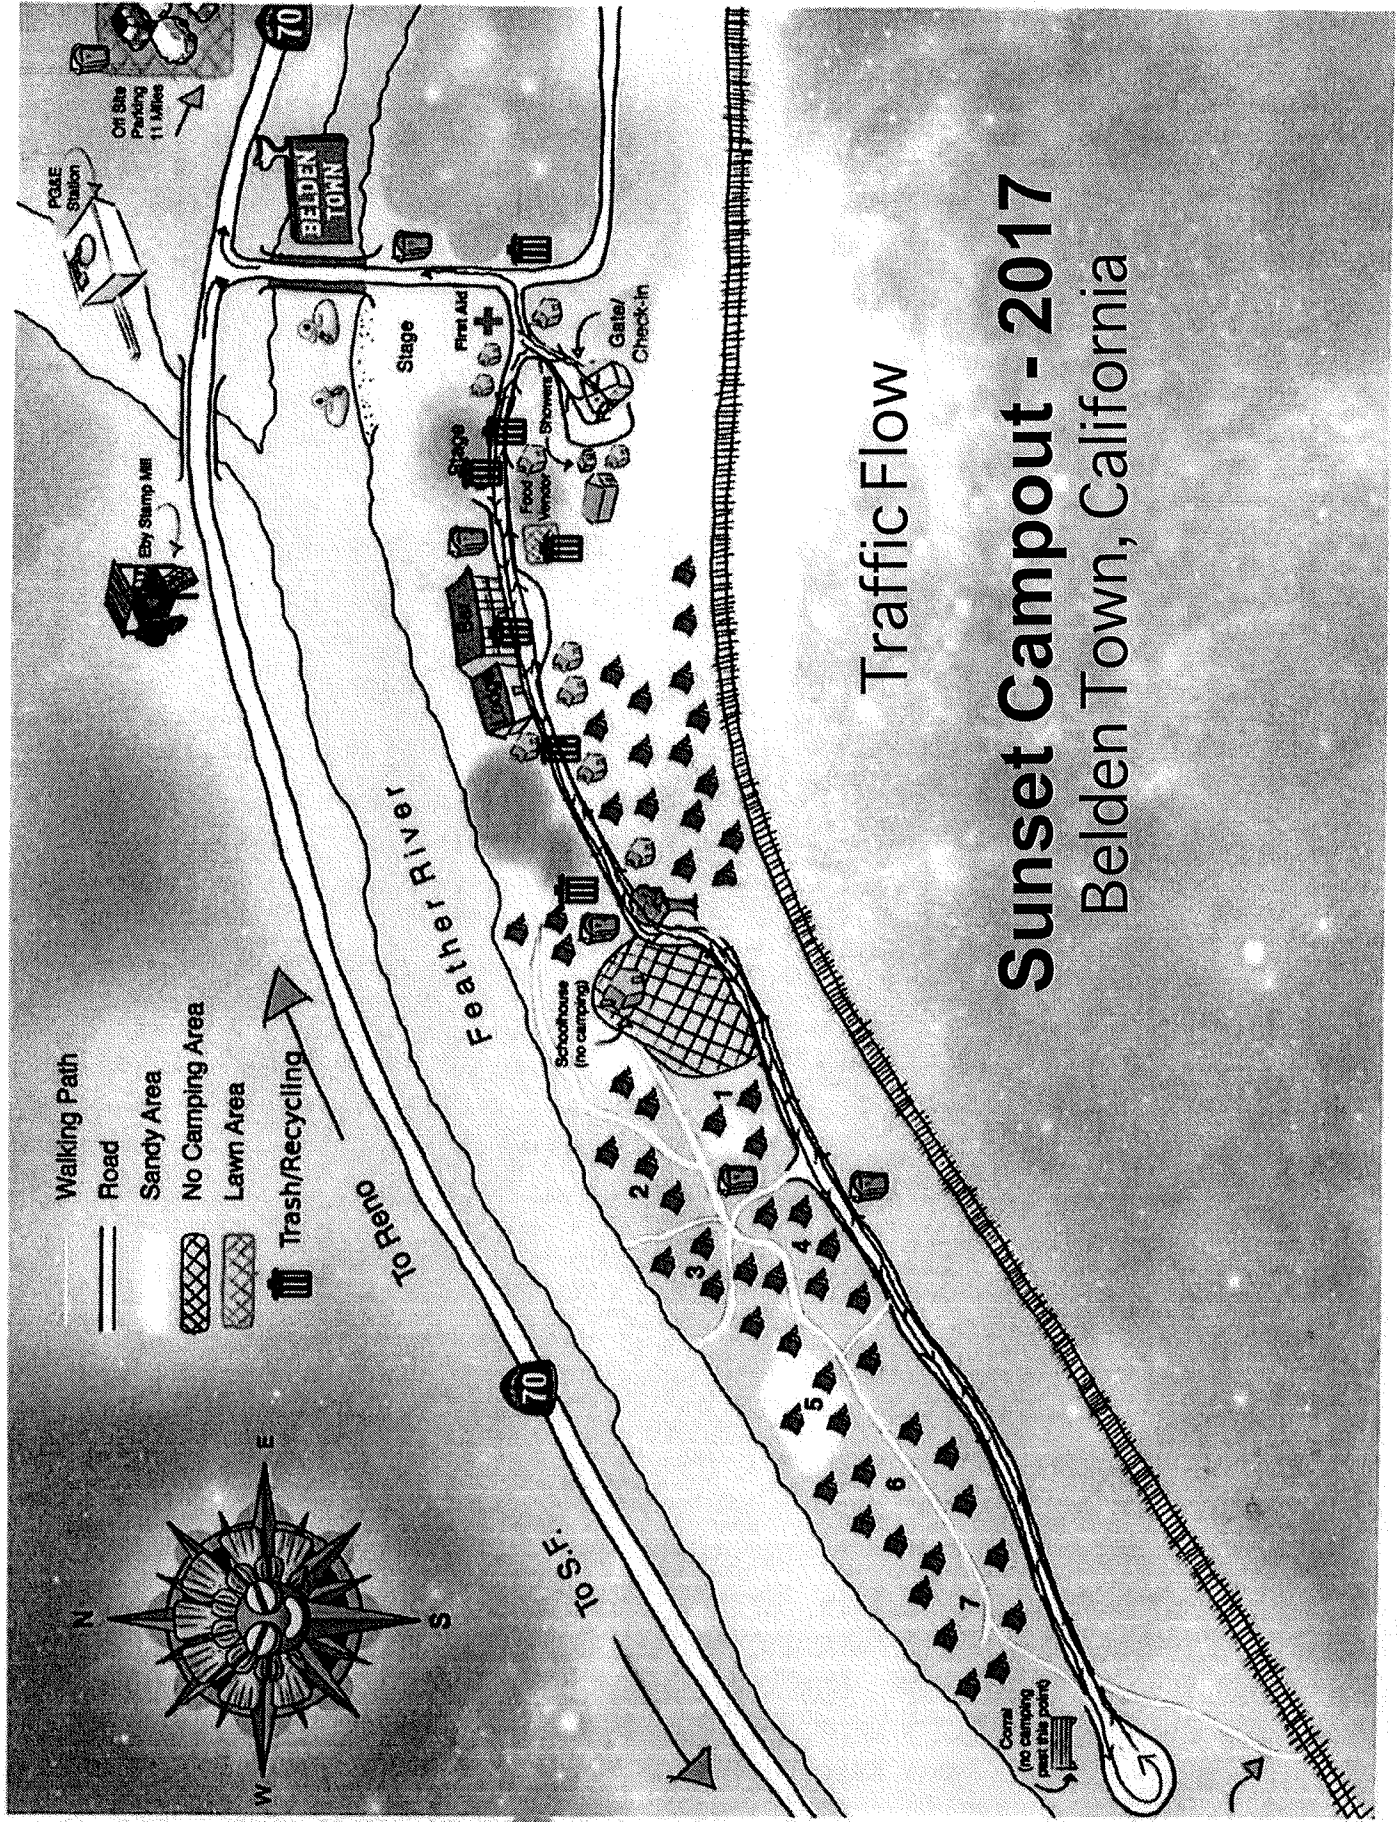 N
E
S
W
Walking Path
Road
Sandy Area
No Camping Area
Lawn Area
Trash/Recycling
To Reno
To S.F.
70
70
Feather River
Eby Stamp Mill
PG&E
Station
Off Site
Parking
11 Miles
BELDEN
TOWN
Stage
First Aid
Stage
Showers
Food
Vendor
Gate/
Check-In
Schoolhouse
(no camping)
1
2
3
4
5
6
7
Corral
(no camping
past this point)
Traffic Flow
Sunset Campout - 2017
Belden Town, California